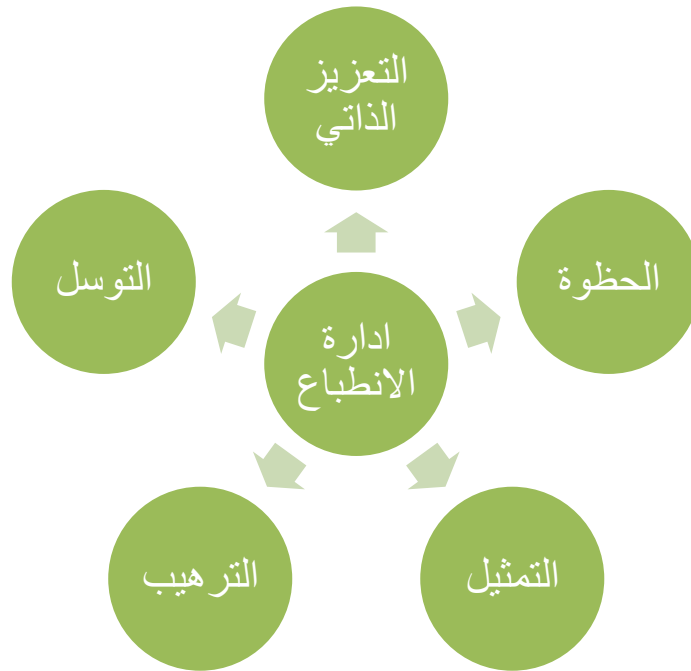 التعزيز
الذاتي
الحظوة
التوسل
ادارة
الانطباع
التمثيل
الترهيب